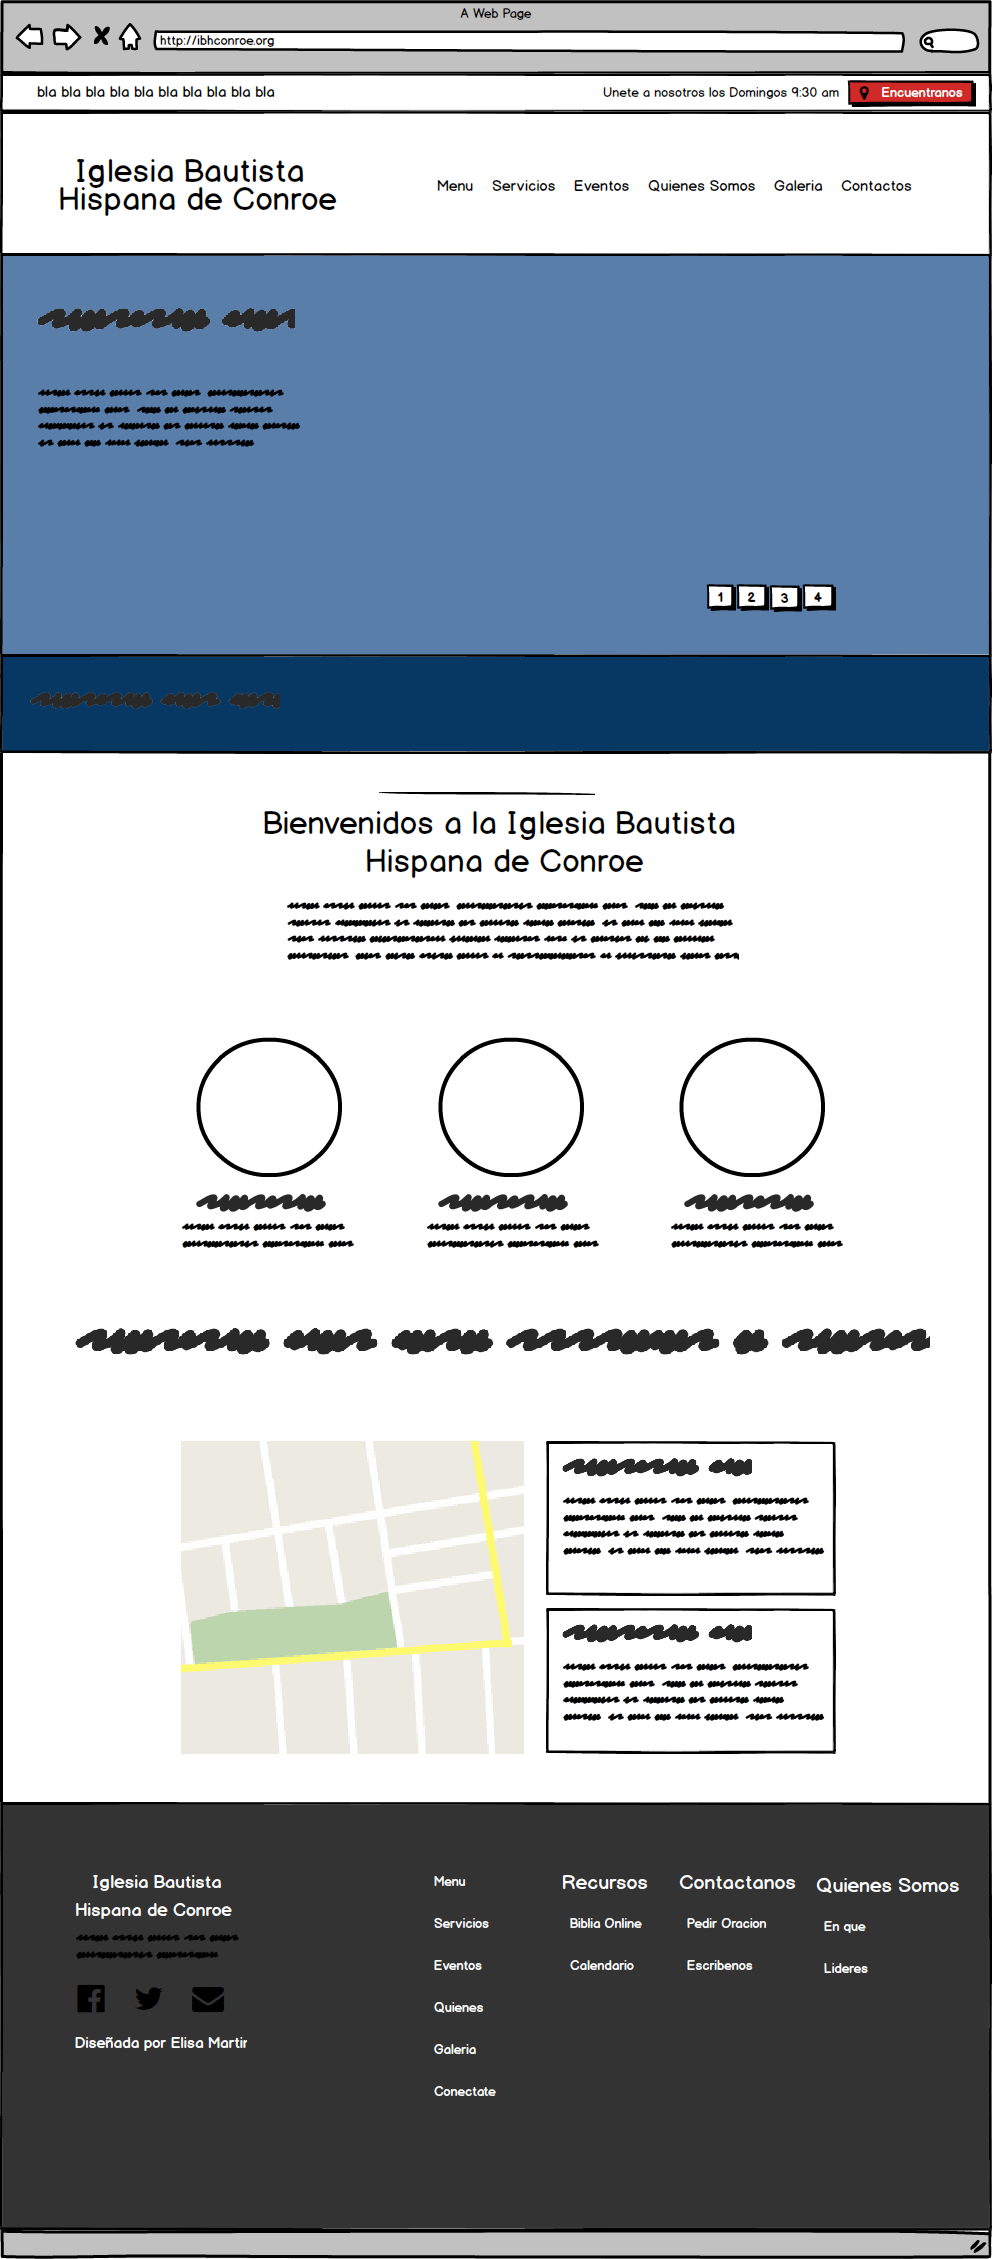 A Web Page
http://ibhconroe.org
bla bla bla bla bla bla bla bla bla bla
Unete a nosotros los Domingos 9:30 am
Encuentranos
Iglesia Bautista
Hispana de Conroe
Menu Servicios Eventos Quienes Somos Galeria Contactos
1 2 3 4
Bienvenidos a la Iglesia Bautista
Hispana de Conroe
Iglesia Bautista
Hispana de Conroe
Diseñada por Elisa Martir
Menu
Servicios
Eventos
Quienes
Galeria
Conectate
Recursos
Biblia Online
Calendario
Contactanos
Pedir Oracion
Escribenos
Quienes Somos
En que
Lideres